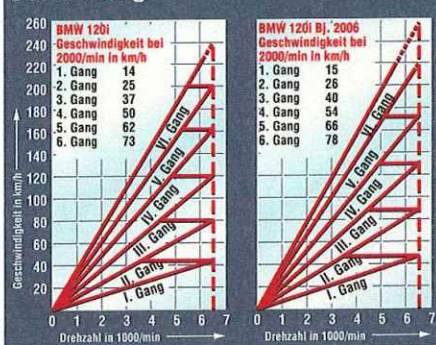 BMW 120i
Geschwindigkeit bei
2000/min in km/h
1. Gang 14
2. Gang 25
3. Gang 37
4. Gang 50
5. Gang 62
6. Gang 73
260
240
220
200
180
160
140
120
100
80
60
40
20
Geschwindigkeit in km/h
VI. Gang
V. Gang
IV. Gang
III. Gang
II. Gang
I. Gang
0 1 2 3 4 5 6 7
Drehzahl in 1000/min
BMW 120i Bj. 2006
Geschwindigkeit bei
2000/min in km/h
1. Gang 15
2. Gang 26
3. Gang 40
4. Gang 54
5. Gang 66
6. Gang 78
VI. Gang
V. Gang
IV. Gang
III. Gang
II. Gang
I. Gang
0 1 2 3 4 5 6 7
Drehzahl in 1000/min